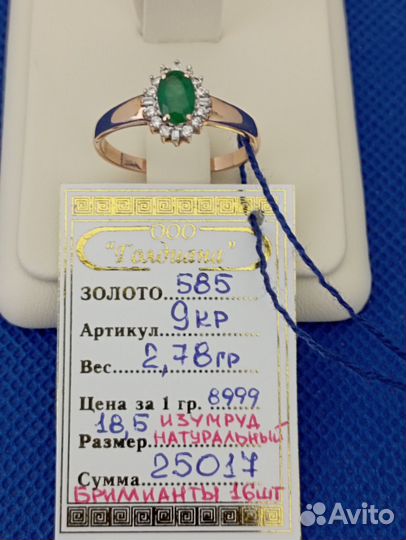 ООО
"Голдиана"
ЗОЛОТО 585
Артикул 9кр
Вес 2,78гр
Цена за 1 гр. 8999
18,5 ИЗУМРУД
Размер НАТУРАЛЬНЫЙ
Сумма 25017
БРИМИАНТЫ 16шт
Avito